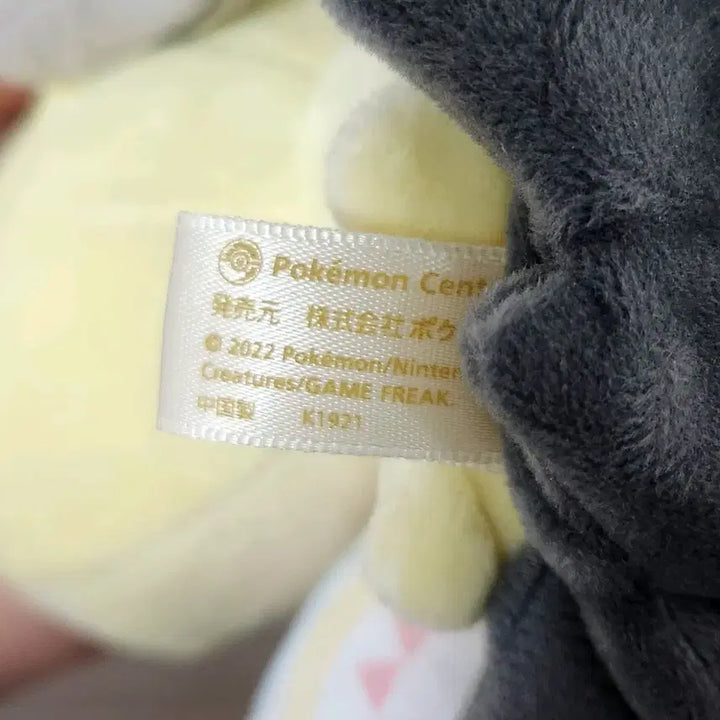 Pokémon Cent
発売元 株式会社ポケ
© 2022 Pokémon/Ninten
Creatures/GAME FREAK.
中国製 K1921